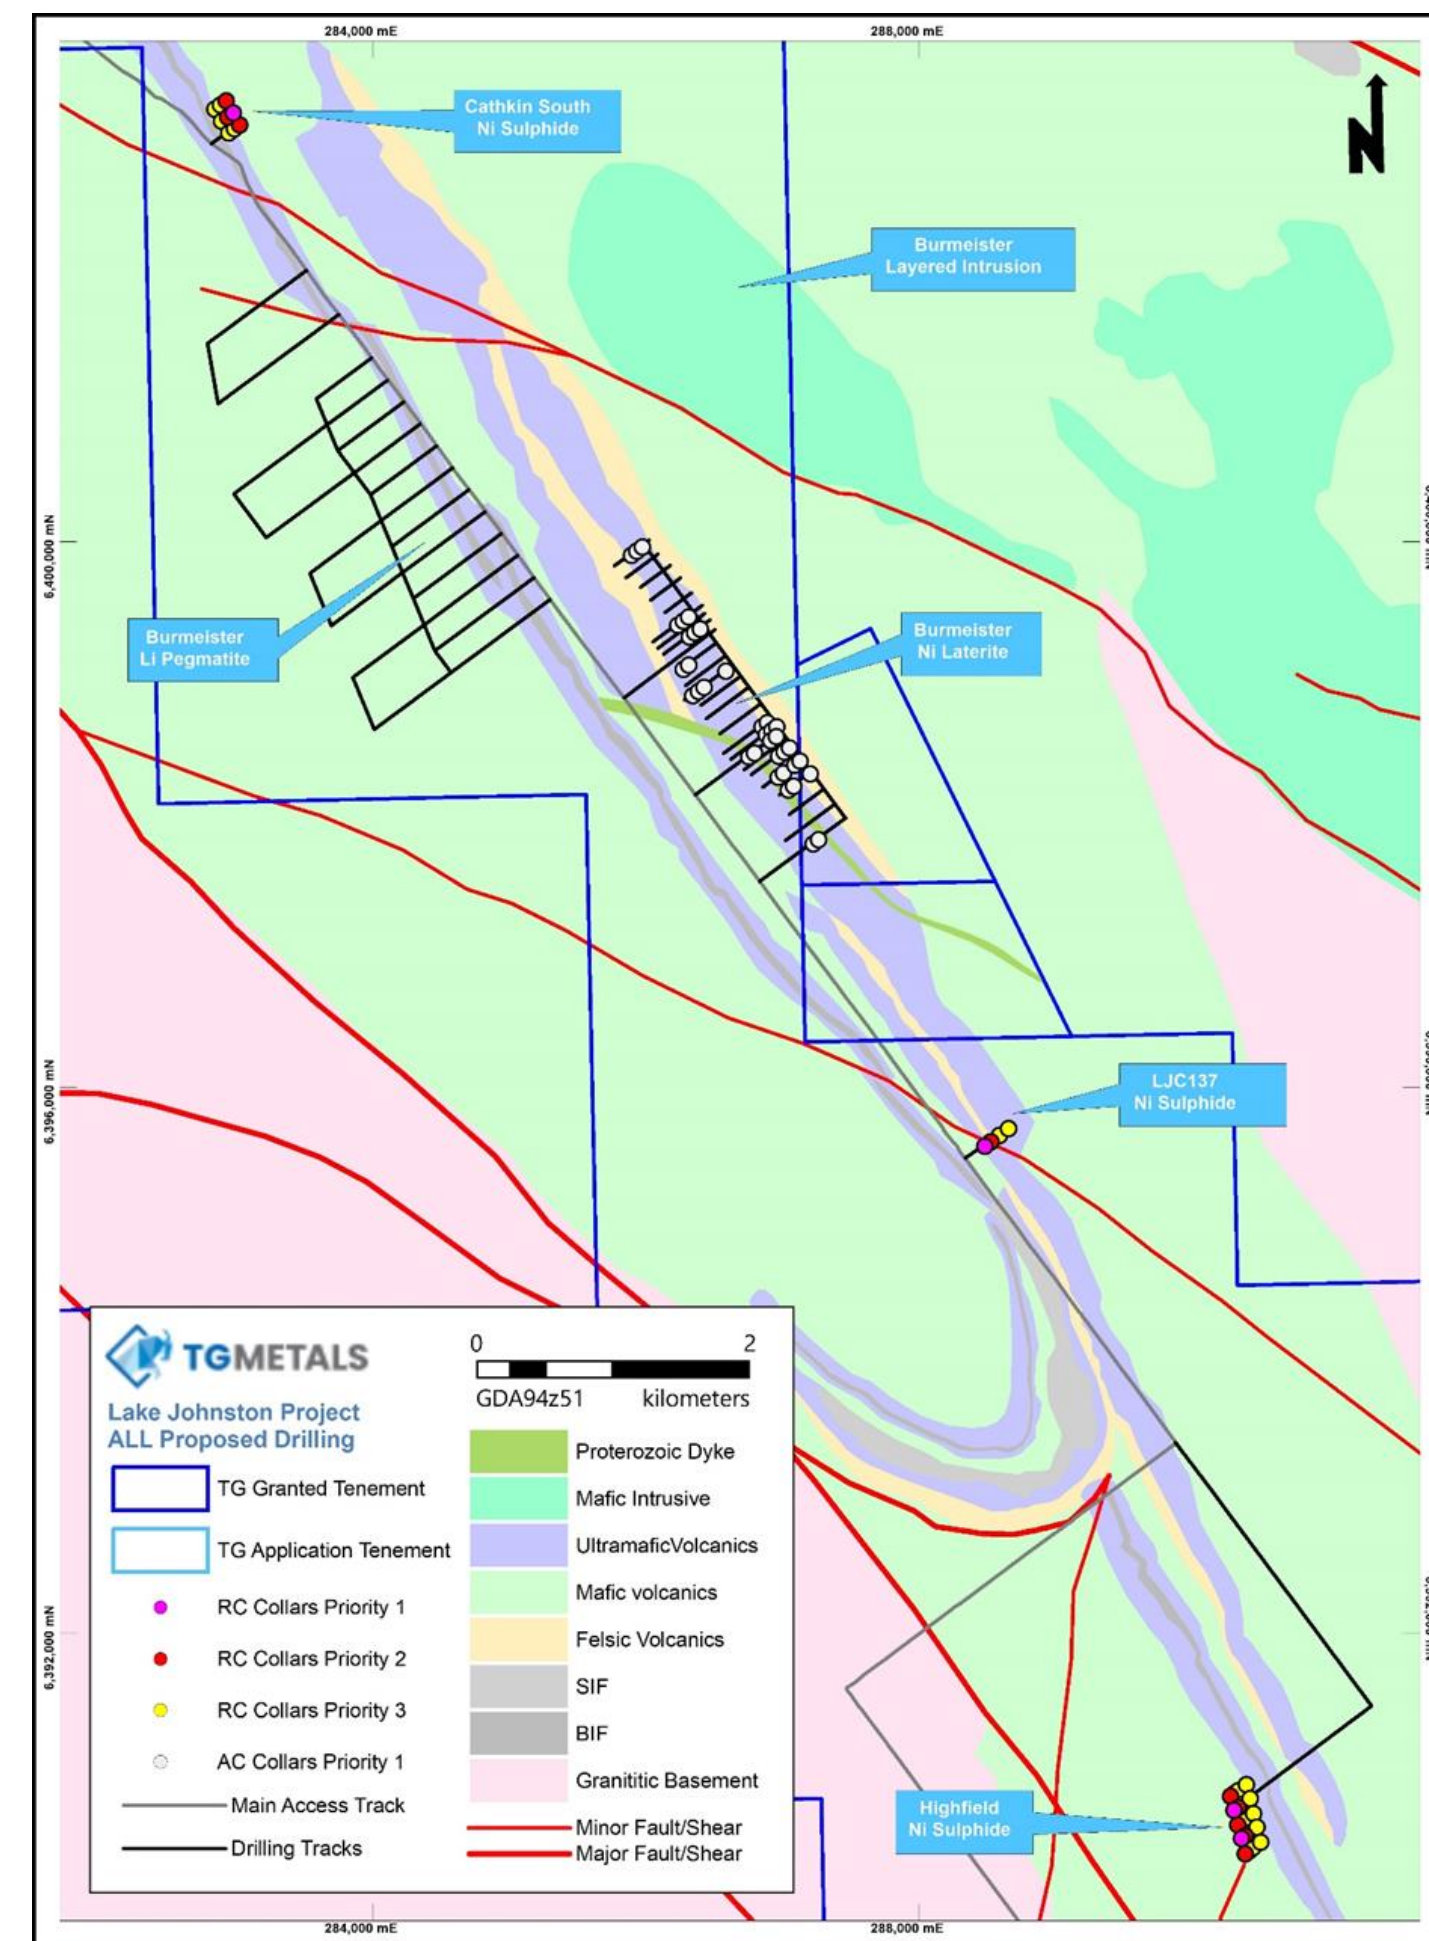 284,000 mE
288,000 mE
Cathkin South
Ni Sulphide
N
Burmeister
Layered Intrusion
6,400,000 mN
Burmeister
Li Pegmatite
Burmeister
Ni Laterite
6,396,000 mN
LJC137
Ni Sulphide
TGMETALS
Lake Johnston Project
ALL Proposed Drilling
0 2
GDA94z51 kilometers
TG Granted Tenement
TG Application Tenement
RC Collars Priority 1
RC Collars Priority 2
RC Collars Priority 3
AC Collars Priority 1
Main Access Track
Drilling Tracks
Proterozoic Dyke
Mafic Intrusive
UltramaficVolcanics
Mafic volcanics
Felsic Volcanics
SIF
BIF
Granititic Basement
Minor Fault/Shear
Major Fault/Shear
6,392,000 mN
Highfield
Ni Sulphide
284,000 mE
288,000 mE